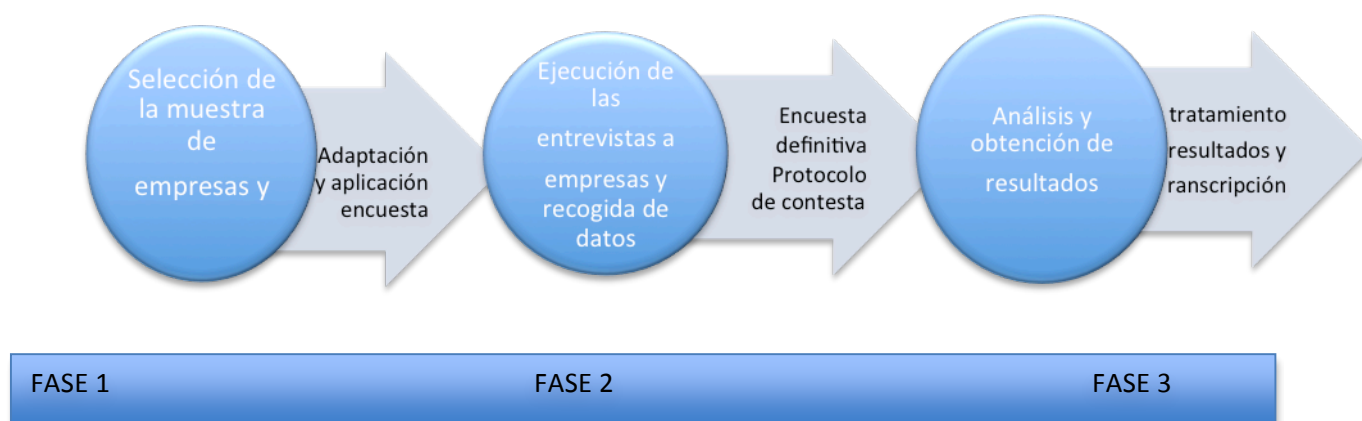 Selección de
la muestra
de
empresas y
Adaptación
y aplicación
encuesta
Ejecución de
las
entrevistas a
empresas y
recogida de
datos
Encuesta
definitiva
Protocolo
de contesta
Análisis y
obtención de
resultados
tratamiento
resultados y
ranscripción
FASE 1
FASE 2
FASE 3